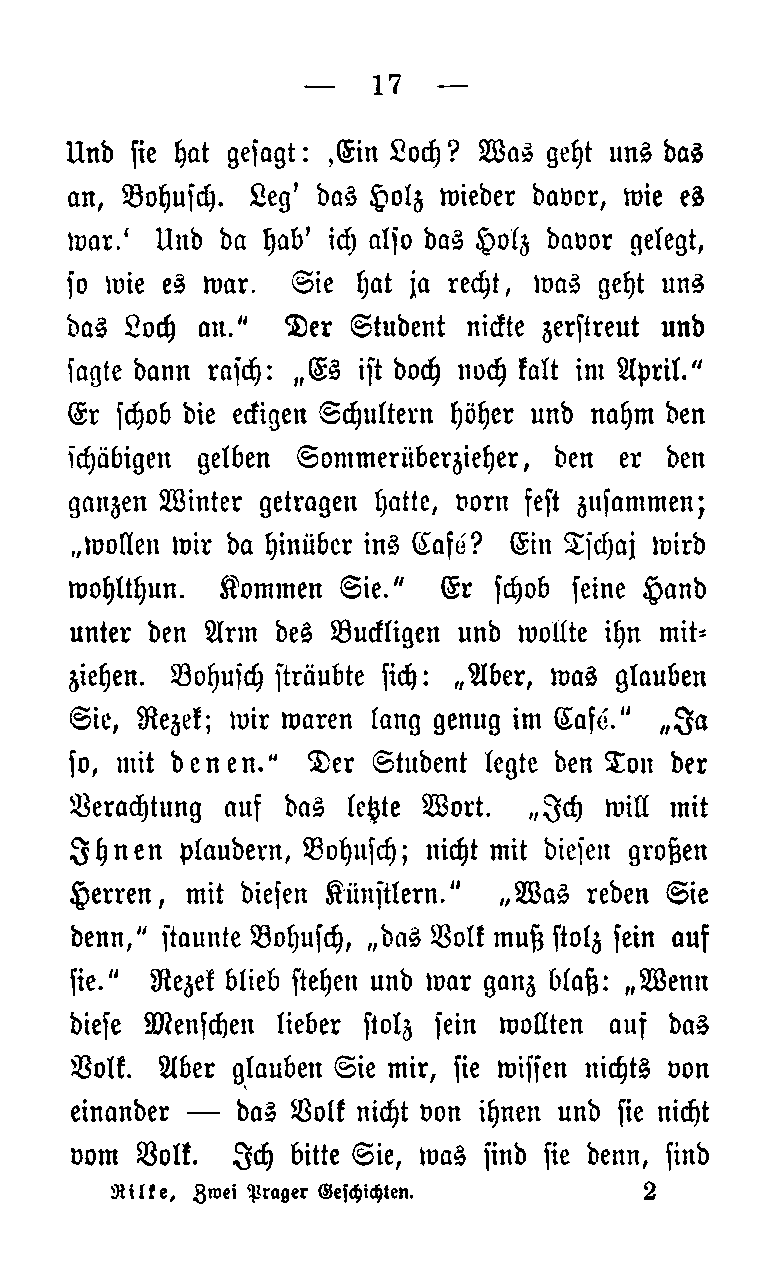 — 17 —
Und sie hat gesagt: ‚Ein Loch? Was geht uns das
an, Bohusch. Leg' das Holz wieder davor, wie es
war.‘ Und da hab' ich also das Holz davor gelegt,
so wie es war. Sie hat ja recht, was geht uns
das Loch an.“ Der Student nickte zerstreut und
sagte dann rasch: „Es ist doch noch kalt im April.“
Er schob die eckigen Schultern höher und nahm den
schäbigen gelben Sommerüberzieher, den er den
ganzen Winter getragen hatte, vorn fest zusammen;
„wollen wir da hinüber ins Café? Ein Tschaj wird
wohlthun. Kommen Sie.“ Er schob seine Hand
unter den Arm des Buckligen und wollte ihn mit-
ziehen. Bohusch sträubte sich: „Aber, was glauben
Sie, Rezek; wir waren lang genug im Café.“ „Ja
so, mit denen.“ Der Student legte den Ton der
Verachtung auf das letzte Wort. „Ich will mit
Ihnen plaudern, Bohusch; nicht mit diesen großen
Herren, mit diesen Künstlern.“ „Was reden Sie
denn,“ staunte Bohusch, „das Volk muß stolz sein auf
sie.“ Rezek blieb stehen und war ganz blaß: „Wenn
diese Menschen lieber stolz sein wollten auf das
Volk. Aber glauben Sie mir, sie wissen nichts von
einander — das Volk nicht von ihnen und sie nicht
vom Volk. Ich bitte Sie, was sind sie denn, sind
Rilke, Zwei Prager Geschichten. 2